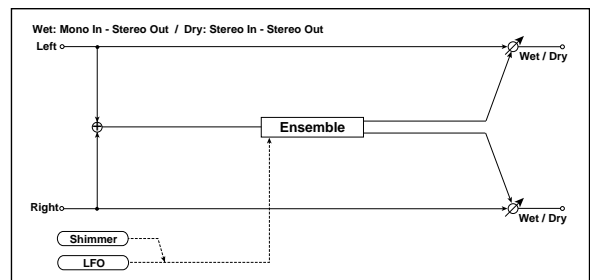 Wet: Mono In - Stereo Out / Dry: Stereo In - Stereo Out
Left
Wet / Dry
Ensemble
Right
Wet / Dry
Shimmer
LFO